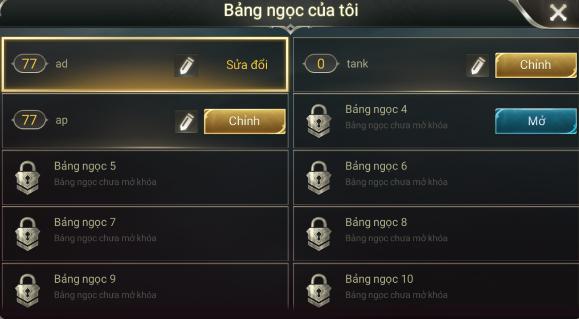 Bảng ngọc của tôi
77 ad Sửa đổi
0 tank Chỉnh
77 ap Chỉnh
Bảng ngọc 4
Bảng ngọc chưa mở khóa
Mở
Bảng ngọc 5
Bảng ngọc chưa mở khóa
Bảng ngọc 6
Bảng ngọc chưa mở khóa
Bảng ngọc 7
Bảng ngọc chưa mở khóa
Bảng ngọc 8
Bảng ngọc chưa mở khóa
Bảng ngọc 9
Bảng ngọc chưa mở khóa
Bảng ngọc 10
Bảng ngọc chưa mở khóa